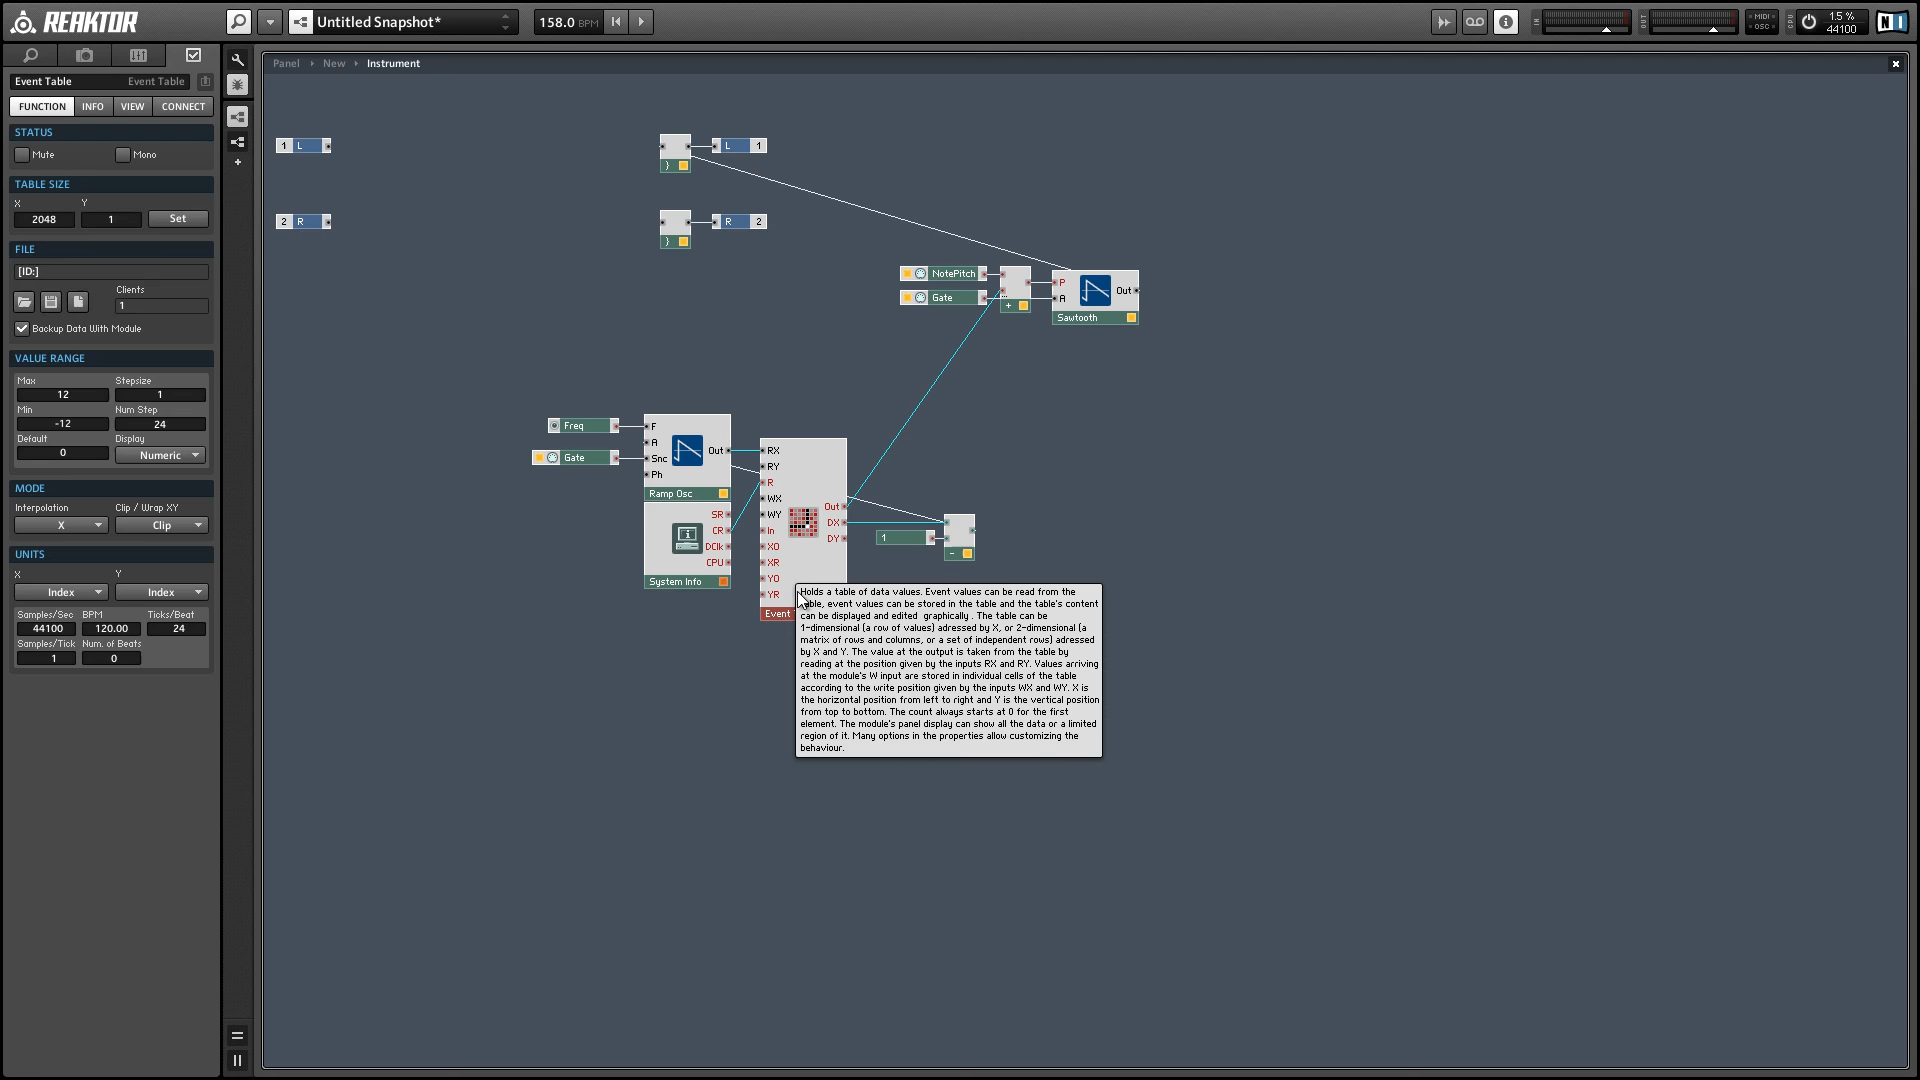 REAKTOR
Untitled Snapshot*
158.0 BPM
IN
OUT
MIDI
OSC
CPU
1.5 %
44100
NI
Panel
New
Instrument
Event Table
Event Table
FUNCTION
INFO
VIEW
CONNECT
STATUS
Mute
Mono
TABLE SIZE
X
Y
2048
1
Set
FILE
[ID:]
Clients
1
Backup Data With Module
VALUE RANGE
Max
Stepsize
12
1
Min
Num Step
-12
24
Default
Display
0
Numeric
MODE
Interpolation
Clip / Wrap XY
X
Clip
UNITS
X
Y
Index
Index
Samples/Sec
BPM
Ticks/Beat
44100
120.00
24
Samples/Tick
Num. of Beats
1
0
1 L
} 
L 1
2 R
}
R 2
NotePitch
Gate
...
+
P
A
Out
Sawtooth
Freq
Gate
F
A
Snc
Ph
Out
Ramp Osc
SR
CR
DClk
CPU
System Info
RX
RY
R
WX
WY
In
XO
XR
YO
YR
Out
DX
DY
Event
1
-
Holds a table of data values. Event values can be read from the
table, event values can be stored in the table and the table's content
can be displayed and edited graphically . The table can be
1-dimensional (a row of values) adressed by X, or 2-dimensional (a
matrix of rows and columns, or a set of independent rows) adressed
by X and Y. The value at the output is taken from the table by
reading at the position given by the inputs RX and RY. Values arriving
at the module's W input are stored in individual cells of the table
according to the write position given by the inputs WX and WY. X is
the horizontal position from left to right and Y is the vertical position
from top to bottom. The count always starts at 0 for the first
element. The module's panel display can show all the data or a limited
region of it. Many options in the properties allow customizing the
behaviour.